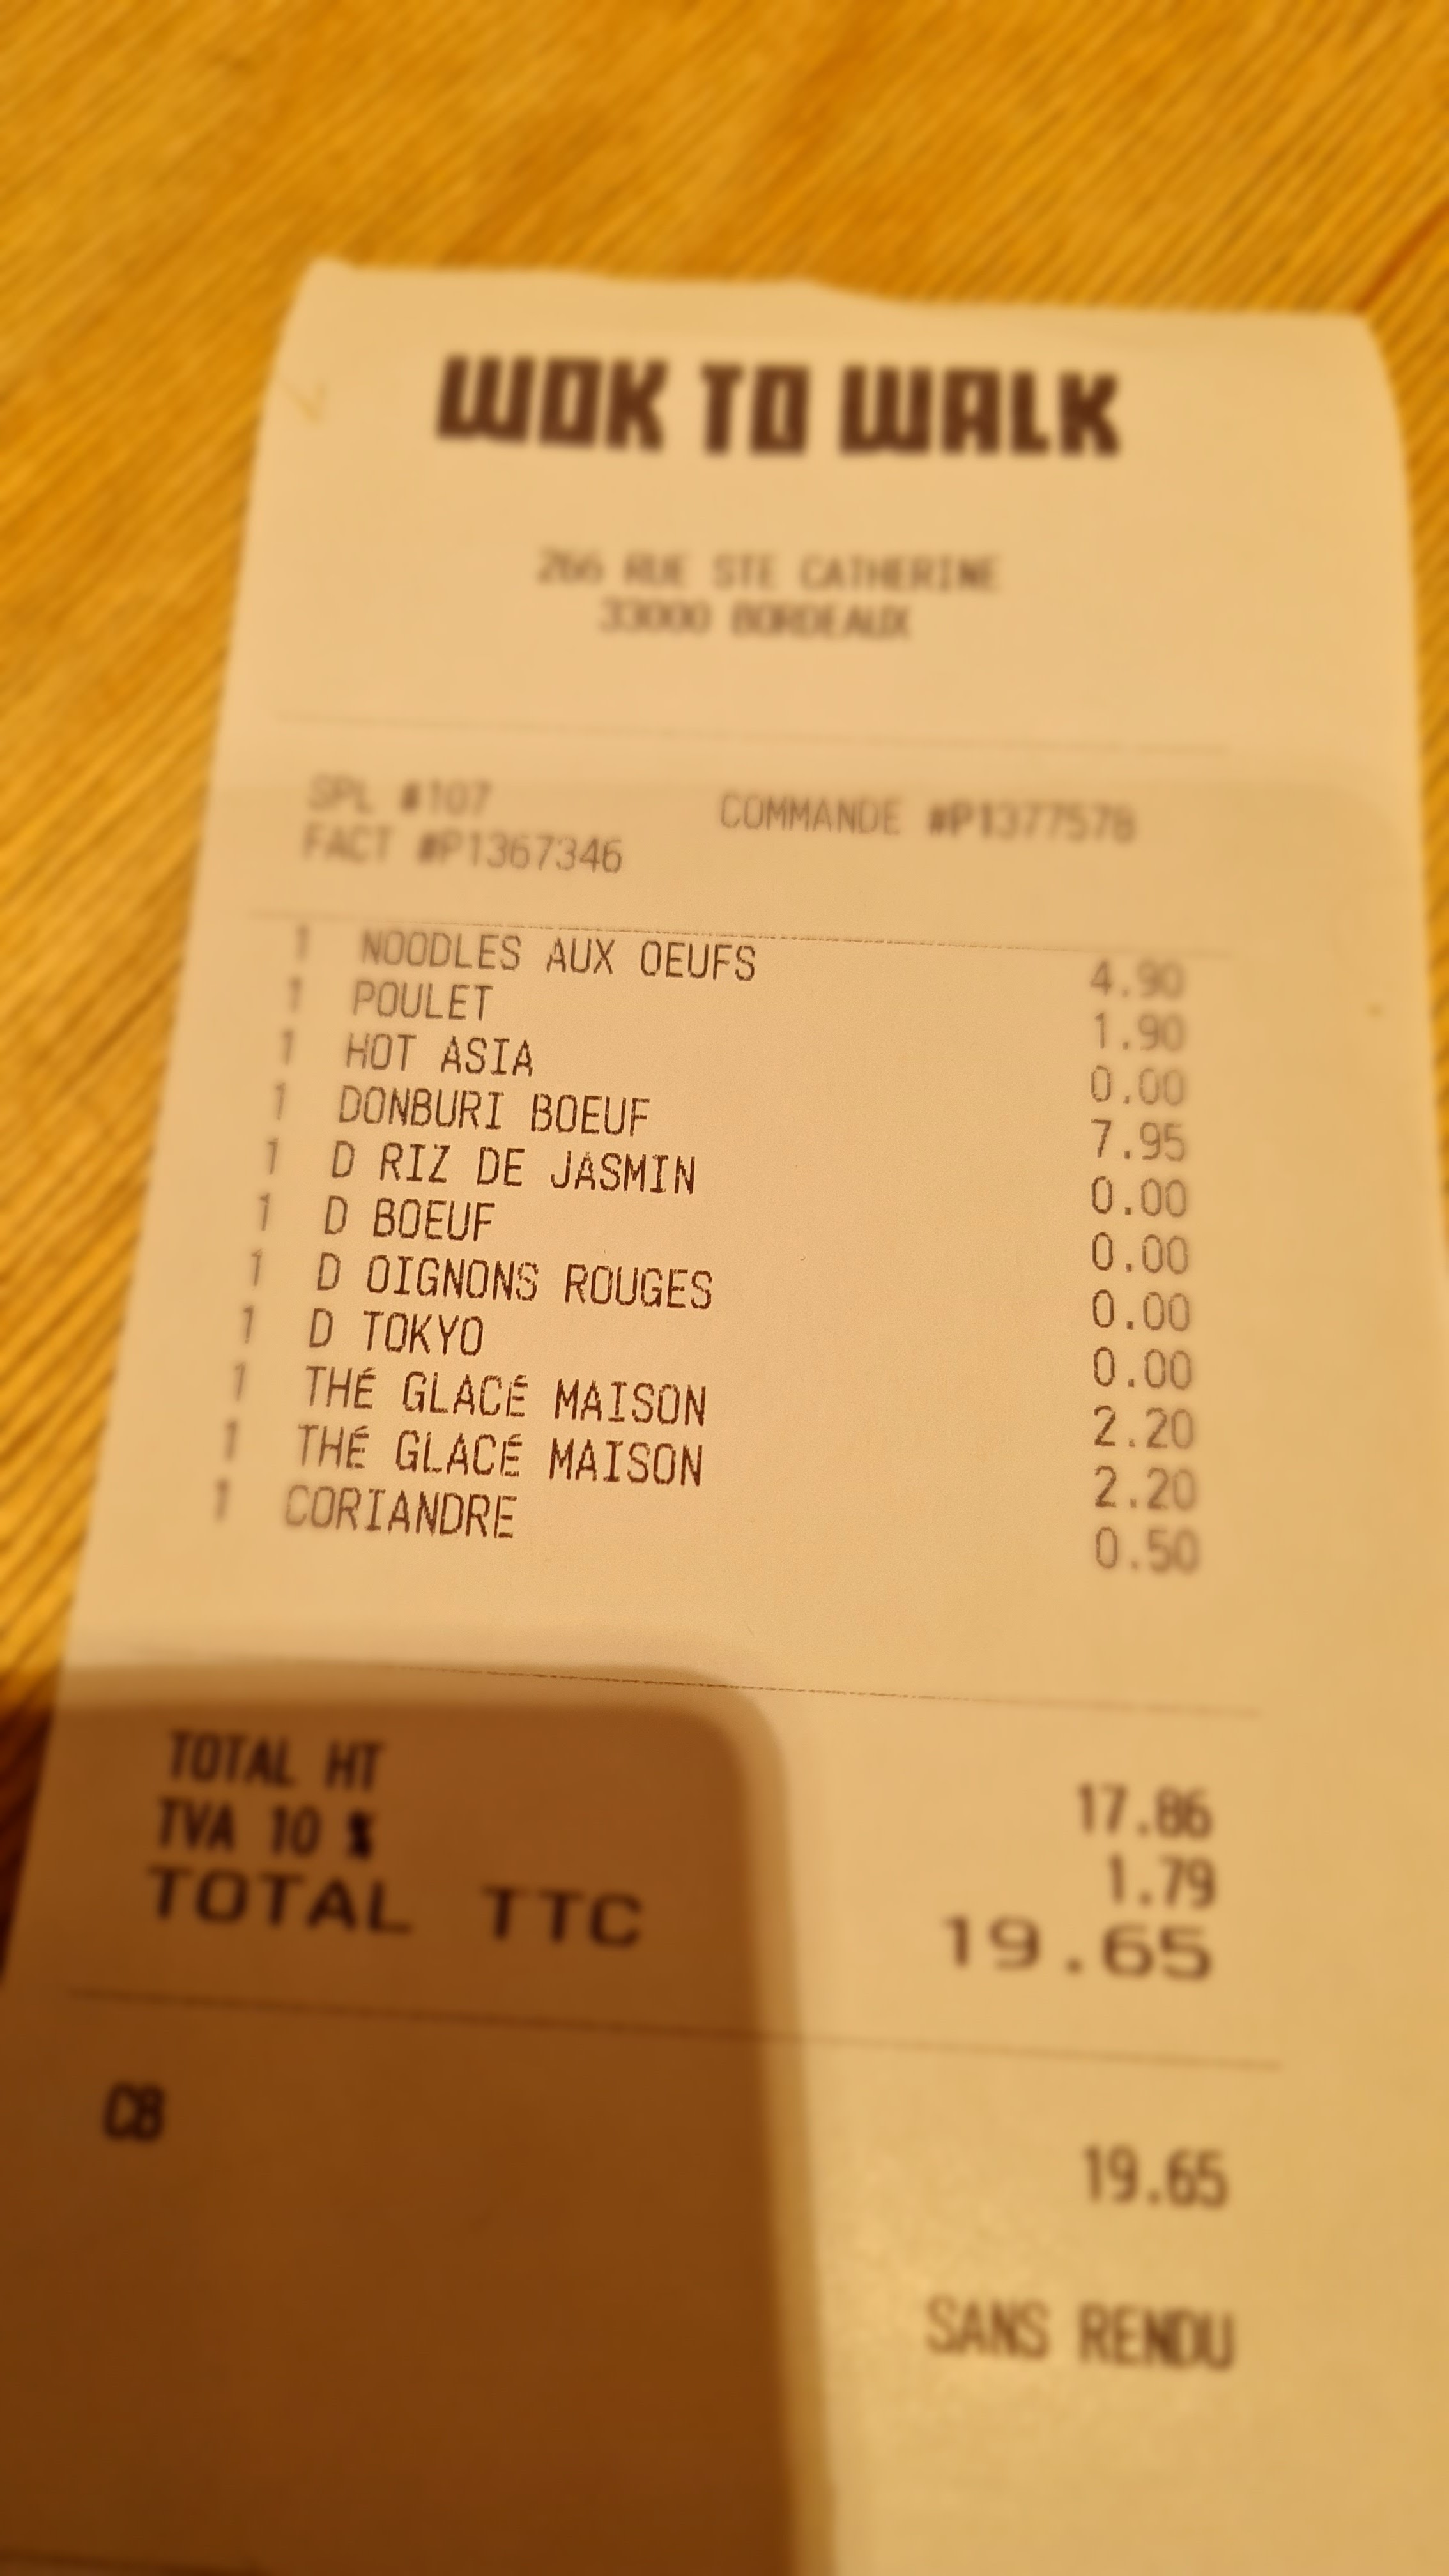 WOK TO WALK
266 RUE STE CATHERINE
33000 BORDEAUX
SPL #107 COMMANDE #P1377578
FACT #P1367346
1 NOODLES AUX OEUFS 4.90
1 POULET 1.90
1 HOT ASIA 0.00
1 DONBURI BOEUF 7.95
1 D RIZ DE JASMIN 0.00
1 D BOEUF 0.00
1 D OIGNONS ROUGES 0.00
1 D TOKYO 0.00
1 THÉ GLACÉ MAISON 2.20
1 THÉ GLACÉ MAISON 2.20
1 CORIANDRE 0.50
TOTAL HT 17.86
TVA 10 % 1.79
TOTAL TTC 19.65
CB 19.65
SANS RENDU